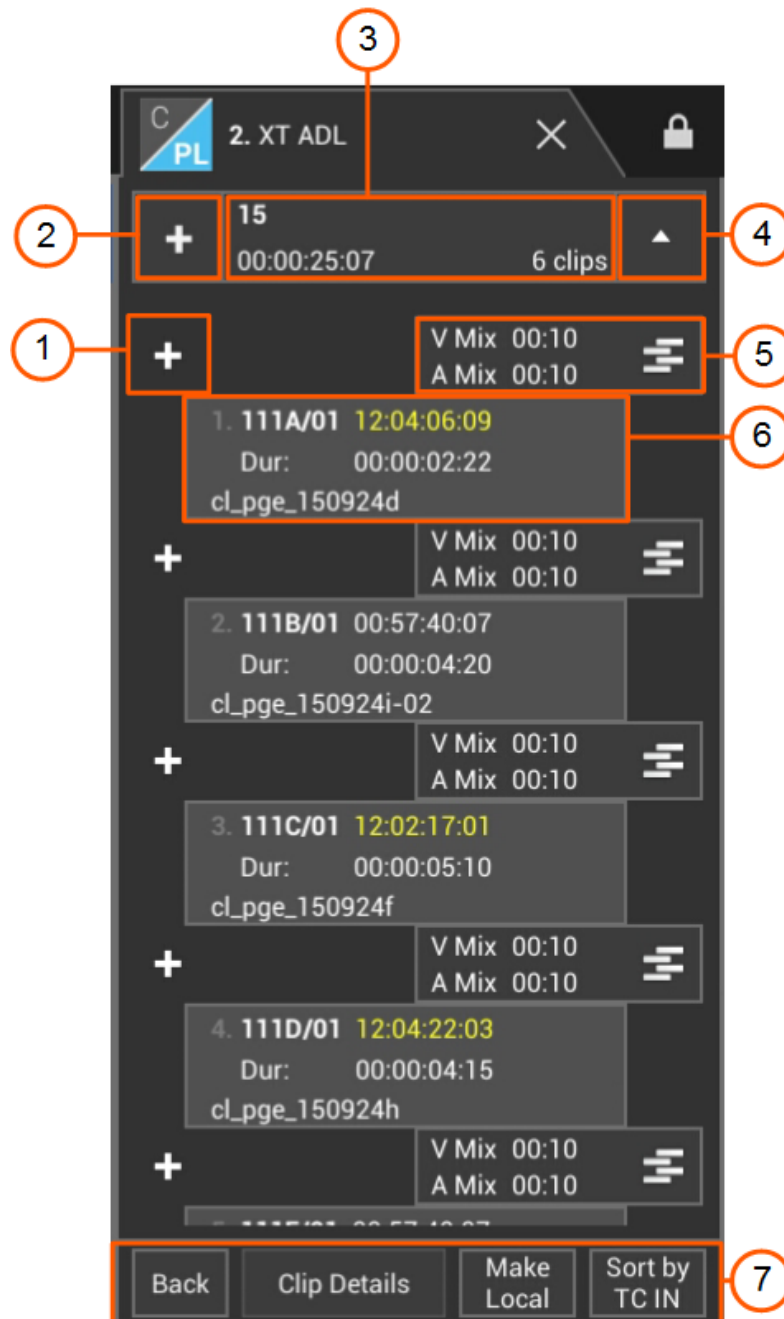 3
C
PL
2. XT ADL
2
15
4
00:00:25:07 6 clips
1
V Mix 00:10
5
A Mix 00:10
1. 111A/01 12:04:06:09
6
Dur: 00:00:02:22
cl_pge_150924d
V Mix 00:10
A Mix 00:10
2. 111B/01 00:57:40:07
Dur: 00:00:04:20
cl_pge_150924i-02
V Mix 00:10
A Mix 00:10
3. 111C/01 12:02:17:01
Dur: 00:00:05:10
cl_pge_150924f
V Mix 00:10
A Mix 00:10
4. 111D/01 12:04:22:03
Dur: 00:00:04:15
cl_pge_150924h
V Mix 00:10
A Mix 00:10
Back
Clip Details
Make
Local
Sort by
TC IN
7